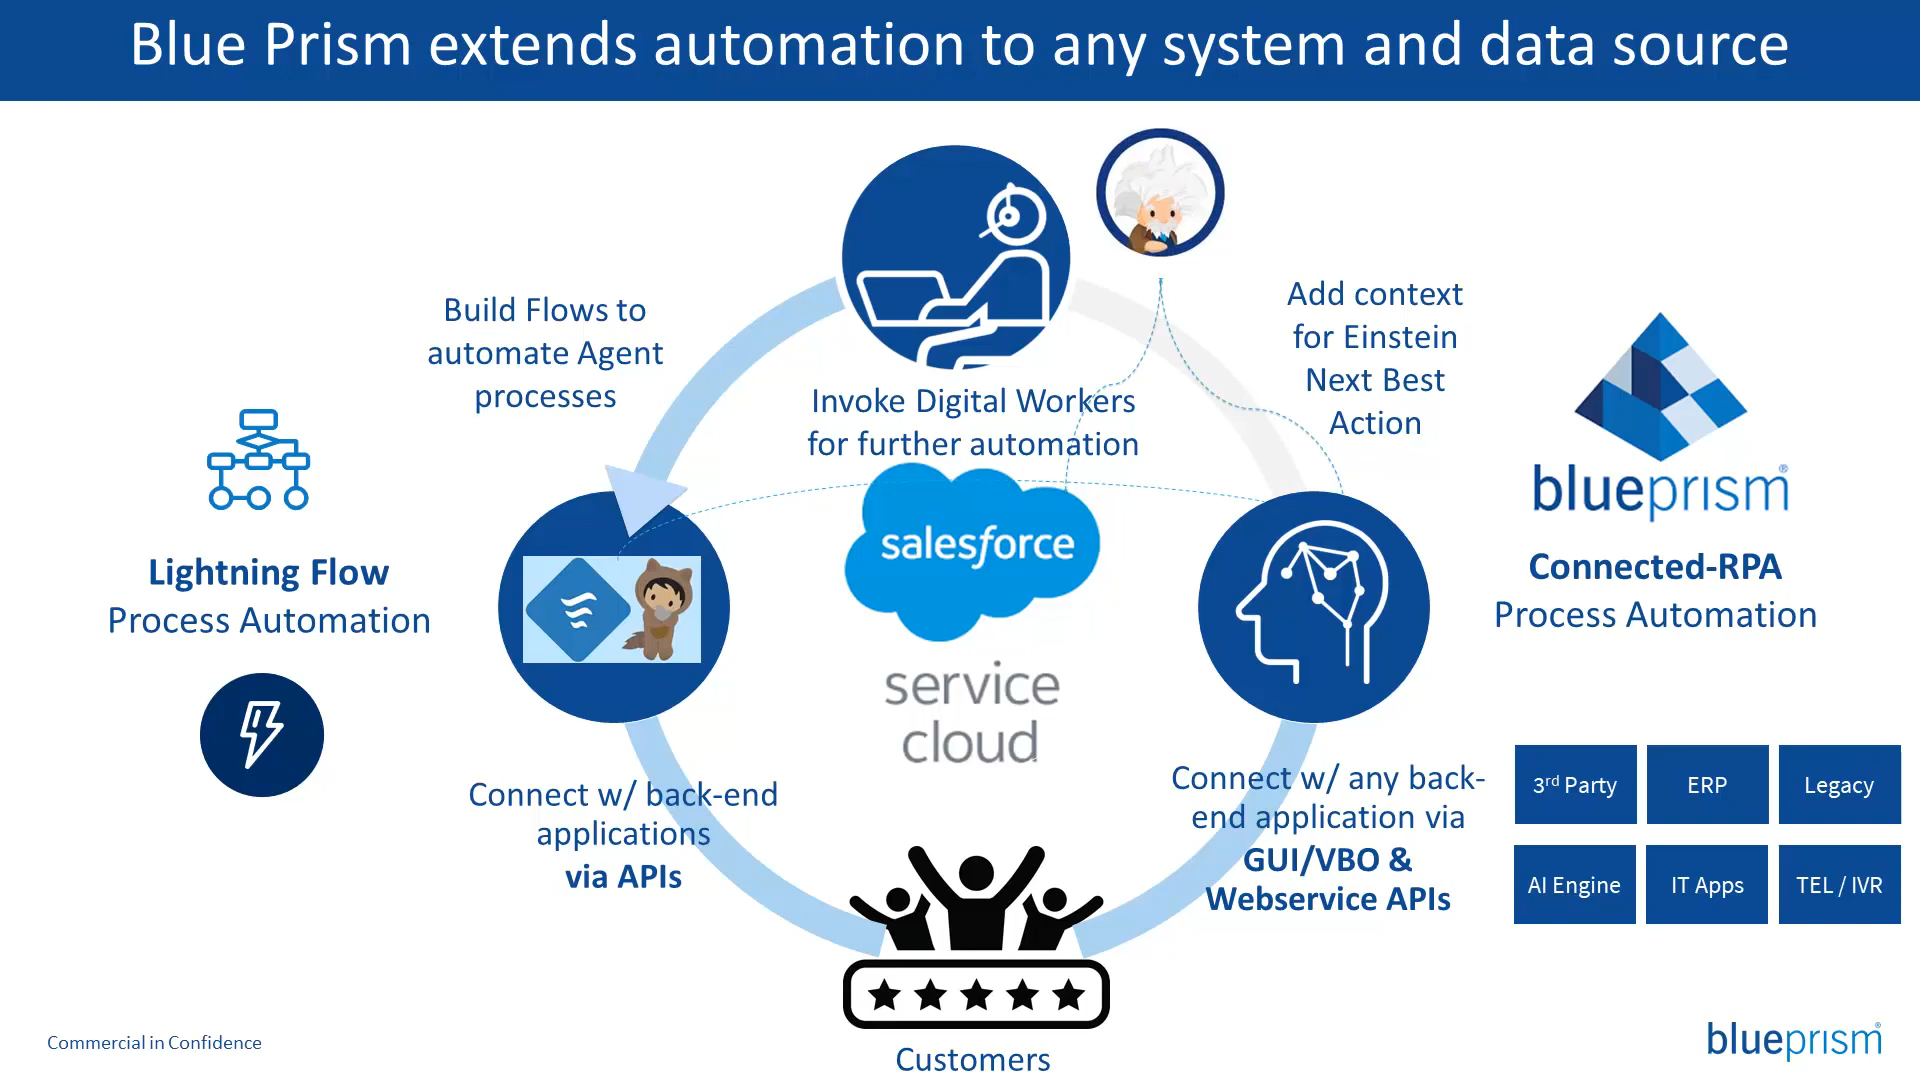 Blue Prism extends automation to any system and data source
Build Flows to
automate Agent
processes
Invoke Digital Workers
for further automation
Add context
for Einstein
Next Best
Action
blueprism®
Lightning Flow
Process Automation
salesforce
service
cloud
Connected-RPA
Process Automation
Connect w/ back-end
applications
via APIs
Connect w/ any back-
end application via
GUI/VBO &
Webservice APIs
3rd Party
ERP
Legacy
AI Engine
IT Apps
TEL / IVR
Customers
Commercial in Confidence
blueprism®